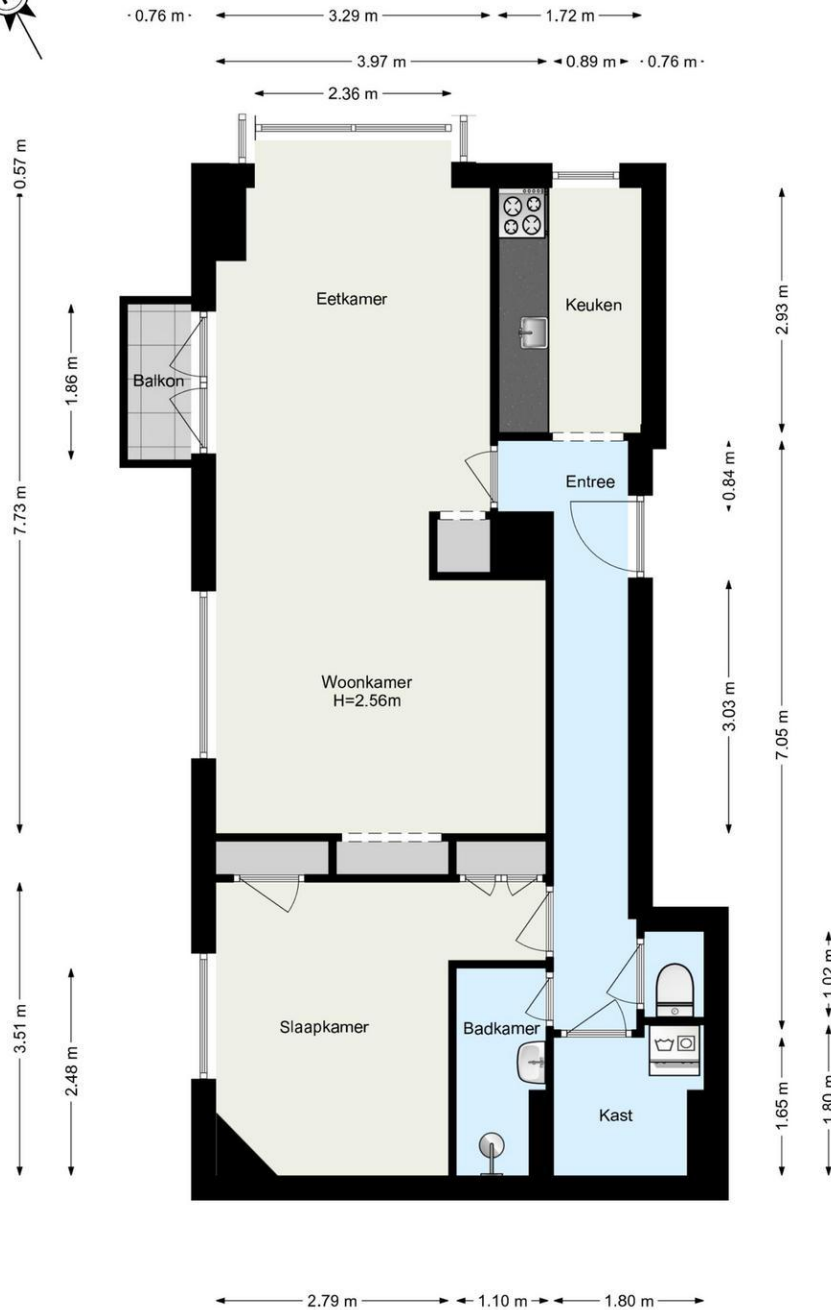 0.76 m
3.29 m
1.72 m
3.97 m
0.89 m
0.76 m
2.36 m
0.57 m
7.73 m
1.86 m
Eetkamer
Keuken
2.93 m
Balkon
Entree
0.84 m
Woonkamer
H=2.56m
3.03 m
7.05 m
3.51 m
2.48 m
Slaapkamer
Badkamer
1.02 m
Kast
1.65 m
1.80 m
2.79 m
1.10 m
1.80 m